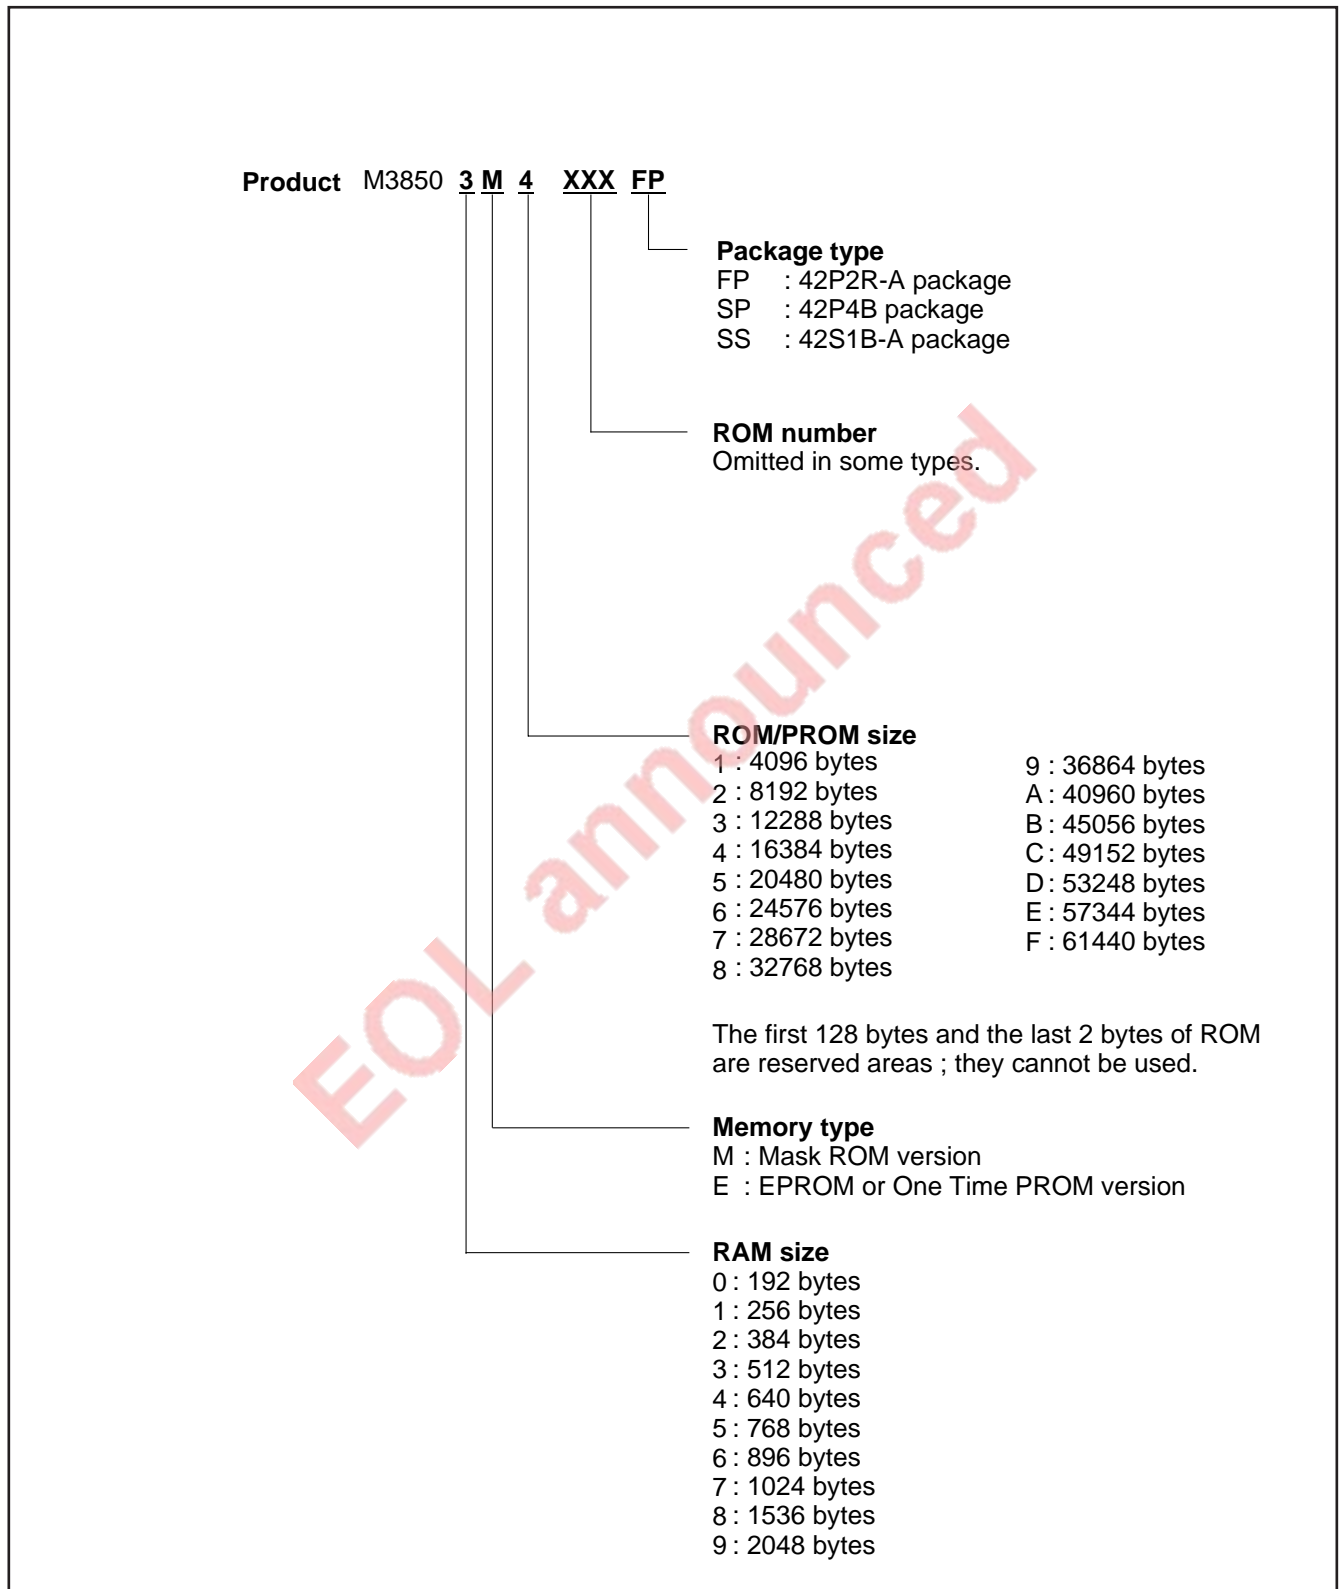 Product M3850 3 M 4 XXX FP
Package type
FP : 42P2R-A package
SP : 42P4B package
SS : 42S1B-A package
ROM number
Omitted in some types.
ROM/PROM size
1 : 4096 bytes
2 : 8192 bytes
3 : 12288 bytes
4 : 16384 bytes
5 : 20480 bytes
6 : 24576 bytes
7 : 28672 bytes
8 : 32768 bytes
9 : 36864 bytes
A : 40960 bytes
B : 45056 bytes
C : 49152 bytes
D : 53248 bytes
E : 57344 bytes
F : 61440 bytes
The first 128 bytes and the last 2 bytes of ROM
are reserved areas ; they cannot be used.
Memory type
M : Mask ROM version
E : EPROM or One Time PROM version
RAM size
0 : 192 bytes
1 : 256 bytes
2 : 384 bytes
3 : 512 bytes
4 : 640 bytes
5 : 768 bytes
6 : 896 bytes
7 : 1024 bytes
8 : 1536 bytes
9 : 2048 bytes
EOL announced